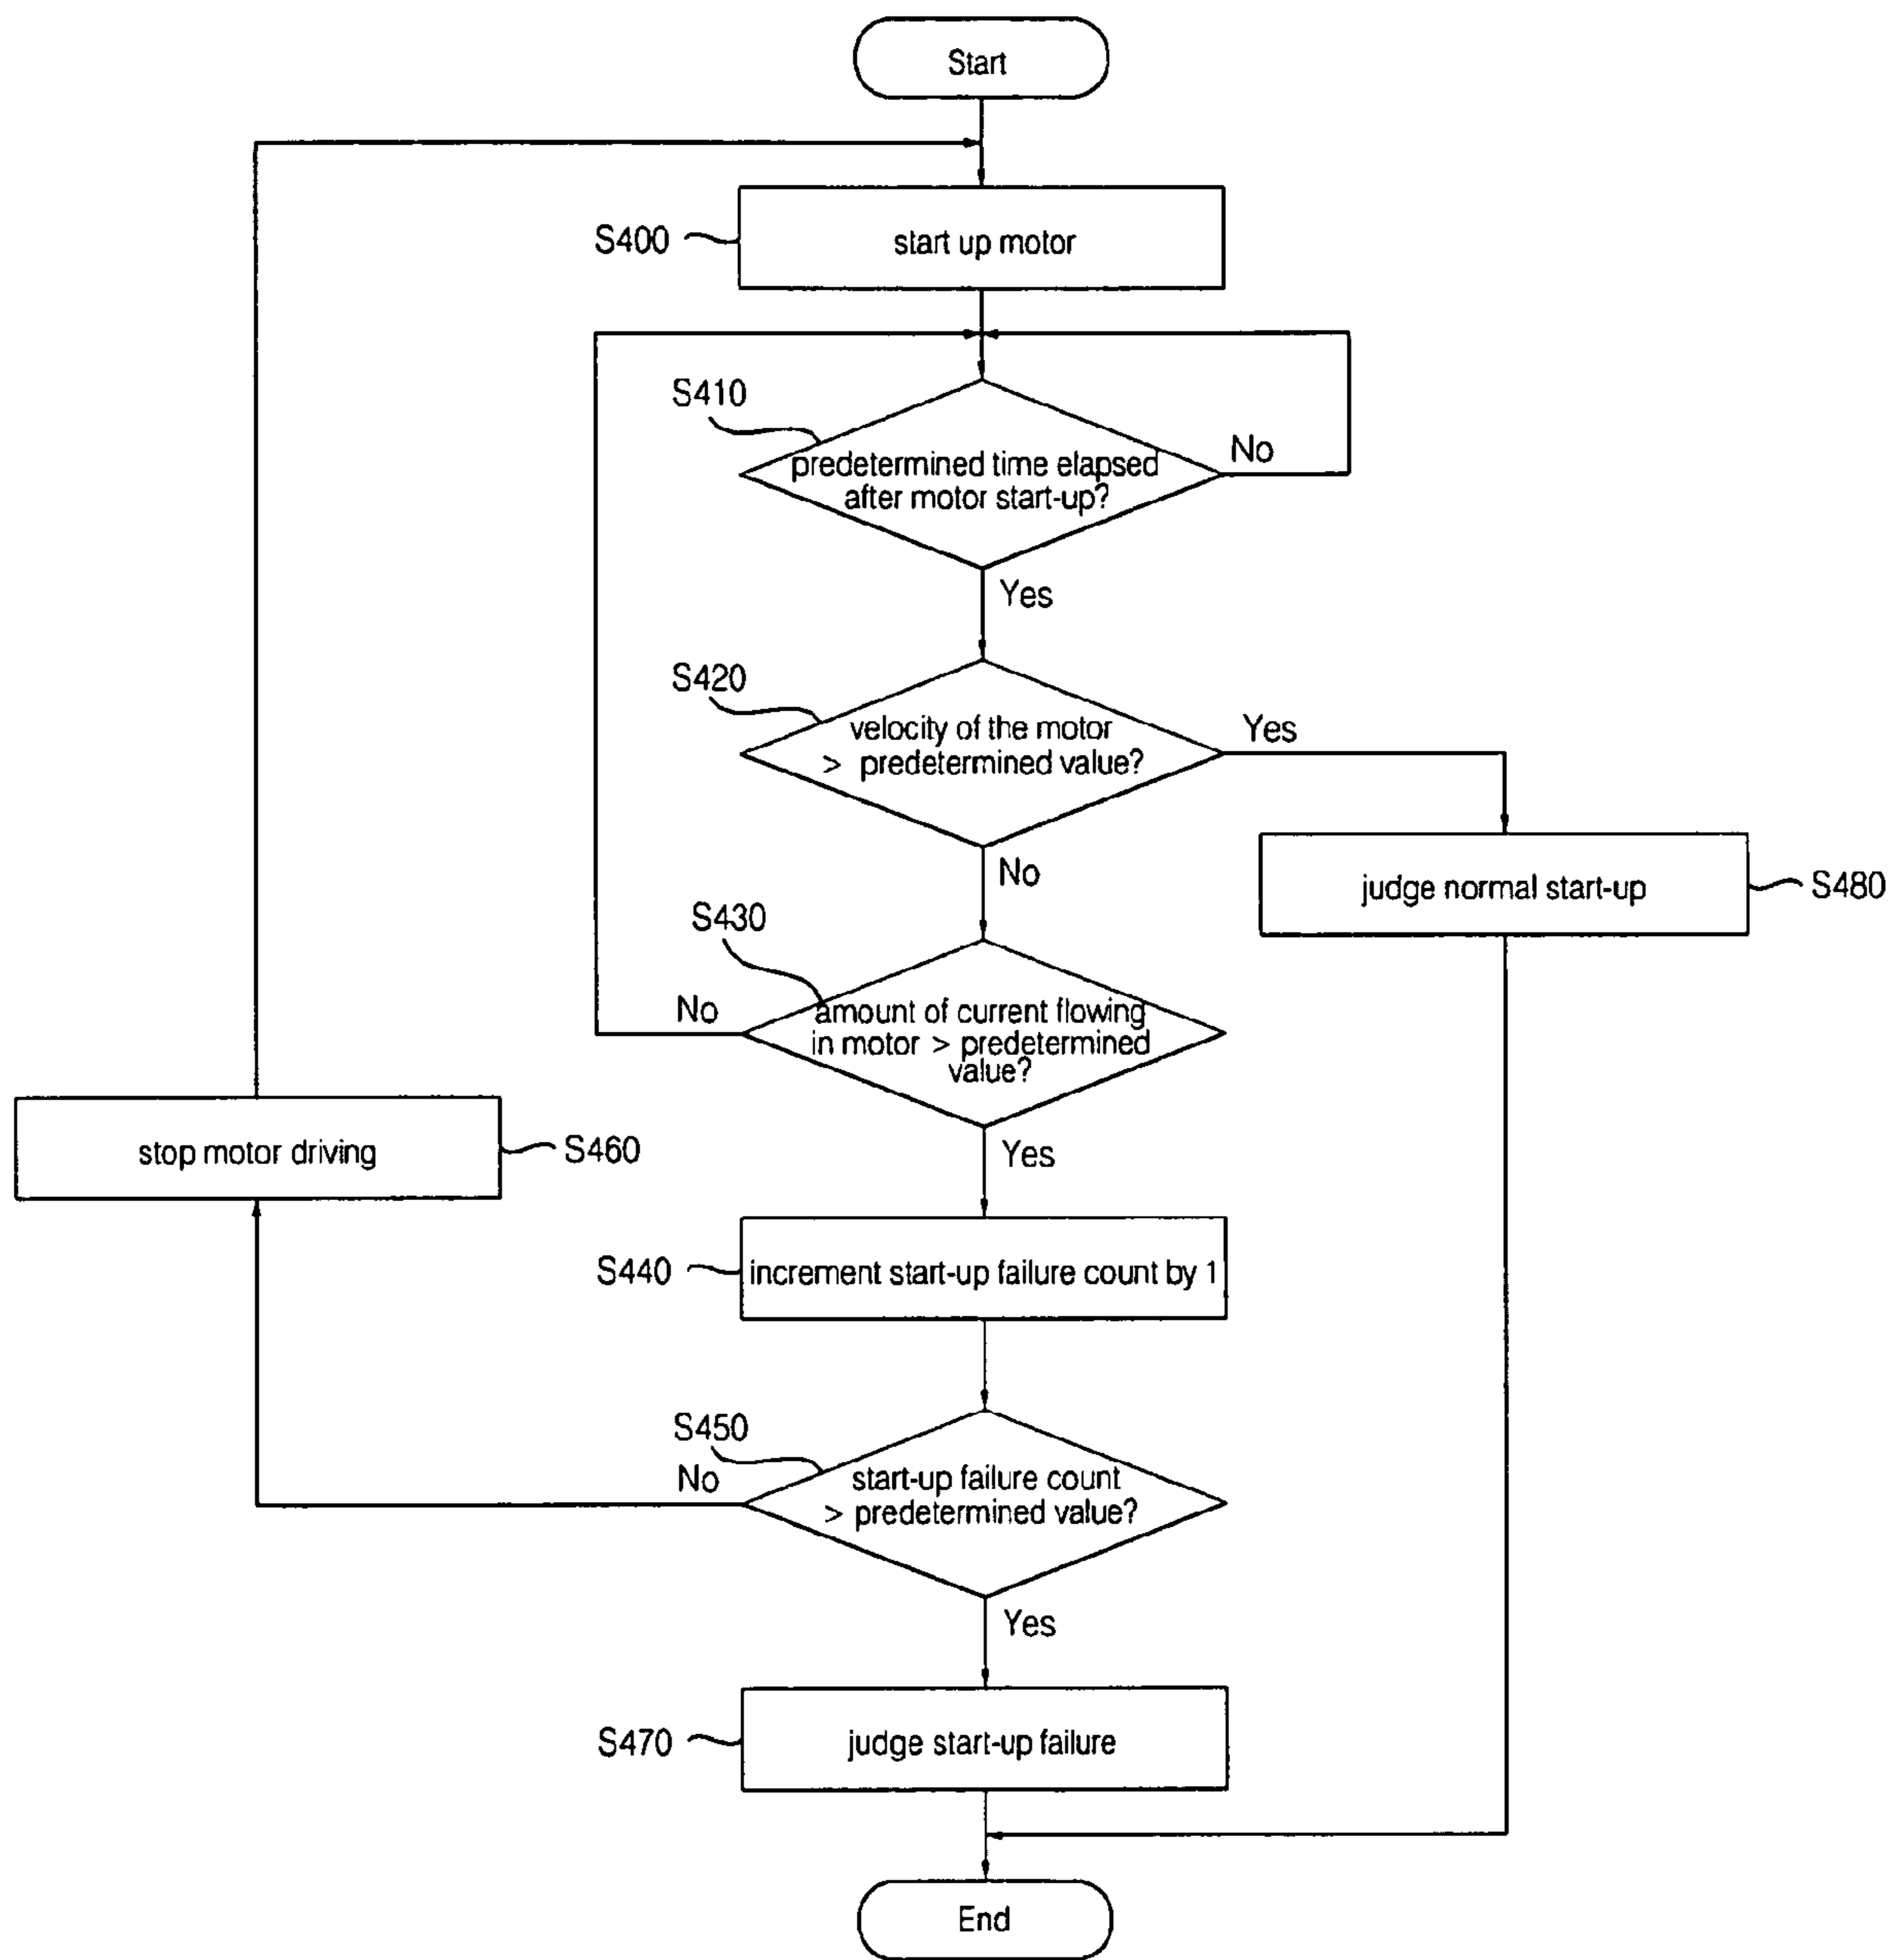 Start
S400
start up motor
S410
predetermined time elapsed
after motor start-up?
No
Yes
S420
velocity of the motor
> predetermined value?
Yes
No
judge normal start-up
S480
S430
amount of current flowing
in motor > predetermined
value?
No
Yes
stop motor driving
S460
S440
increment start-up failure count by 1
S450
start-up failure count
> predetermined value?
No
Yes
S470
judge start-up failure
End